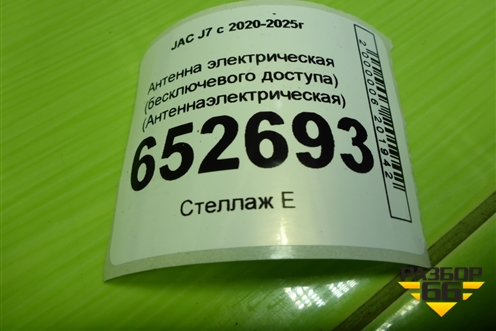 JAC J7 с 2020-2025г
Антенна электрическая
(бесключевого доступа)
(Антеннаэлектрическая)
652693
Стеллаж Е
2000006201942
РАЗБОР
66